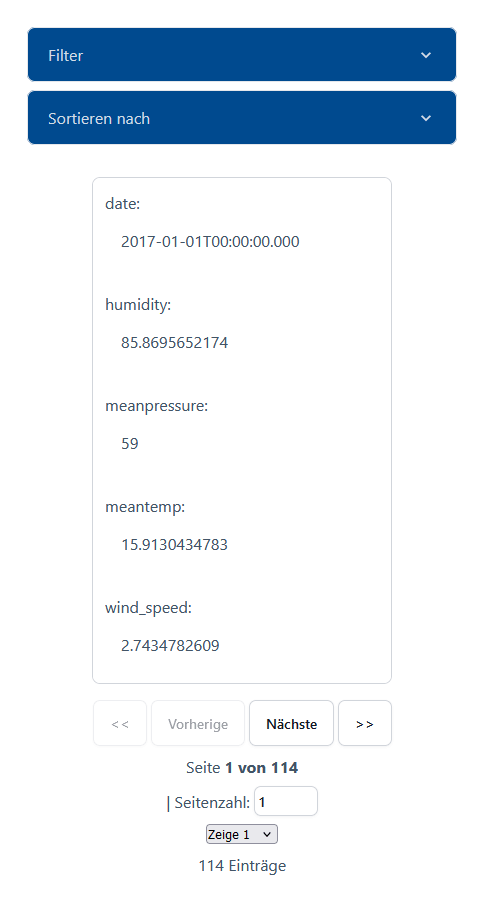 Filter
Sortieren nach
date:
2017-01-01T00:00:00.000
humidity:
85.8695652174
meanpressure:
59
meantemp:
15.9130434783
wind_speed:
2.7434782609
<< Vorherige Nächste >>
Seite 1 von 114
| Seitenzahl: 1
Zeige 1
114 Einträge